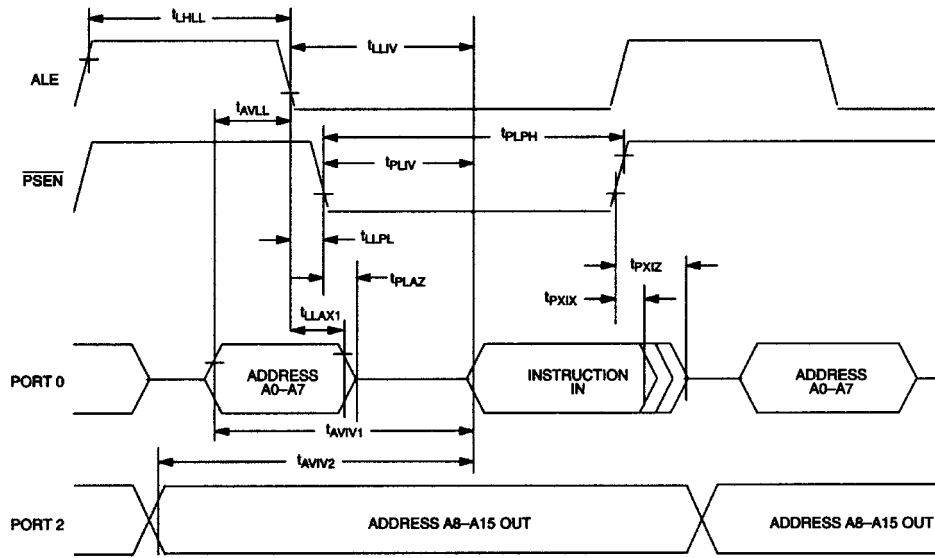 tLHLL
tLLIV
ALE
tAVLL
tPLPH
tPLIV
PSEN
tLLPL
tPLAZ
tPXIZ
tPXIX
tLLAX1
PORT 0
ADDRESS
A0–A7
INSTRUCTION
IN
ADDRESS
A0–A7
tAVIV1
tAVIV2
PORT 2
ADDRESS A8–A15 OUT
ADDRESS A8–A15 OUT